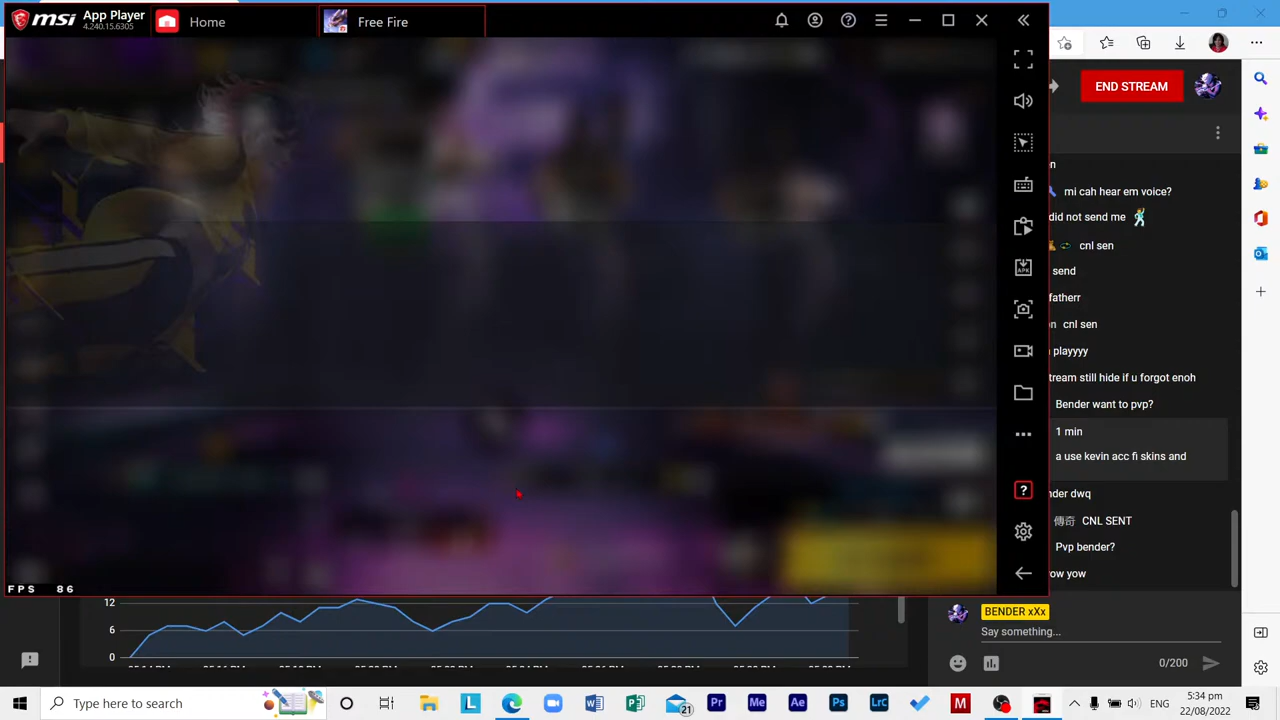 msi App Player
4.240.15.6305
Home
Free Fire
END STREAM
mi cah hear em voice?
did not send me
cnl sen
send
fatherr
cnl sen
playyy
tream still hide if u forgot enoh
Bender want to pvp?
1 min
a use kevin acc fi skins and
nder dwq
傳奇 CNL SENT
Pvp bender?
row yow
FPS 86
12
6
0
BENDER xXx
Say something...
0/200
Type here to search
21
ENG
5:34 pm
22/08/2022